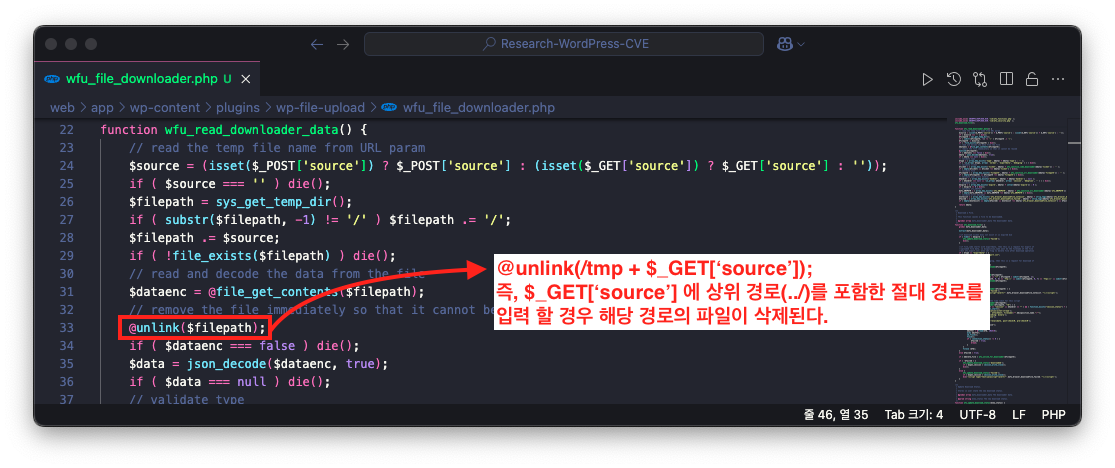 Research-WordPress-CVE
wfu_file_downloader.php U
web > app > wp-content > plugins > wp-file-upload > wfu_file_downloader.php
22 function wfu_read_downloader_data() {
23 // read the temp file name from URL param
24 $source = (isset($_POST['source']) ? $_POST['source'] : (isset($_GET['source']) ? $_GET['source'] : ''));
25 if ( $source === '' ) die();
26 $filepath = sys_get_temp_dir();
27 if ( substr($filepath, -1) != '/' ) $filepath .= '/';
28 $filepath .= $source;
29 if ( !file_exists($filepath) ) die();
30 // read and decode the data from the file
31 $dataenc = @file_get_contents($filepath);
32 // remove the file immediately so that it cannot be
33 @unlink($filepath);
34 if ( $dataenc === false ) die();
35 $data = json_decode($dataenc, true);
36 if ( $data === null ) die();
37 // validate type
@unlink(/tmp + $_GET[‘source’]);
즉, $_GET[‘source’] 에 상위 경로(../)를 포함한 절대 경로를
입력 할 경우 해당 경로의 파일이 삭제된다.
줄 46, 열 35 Tab 크기: 4 UTF-8 LF PHP